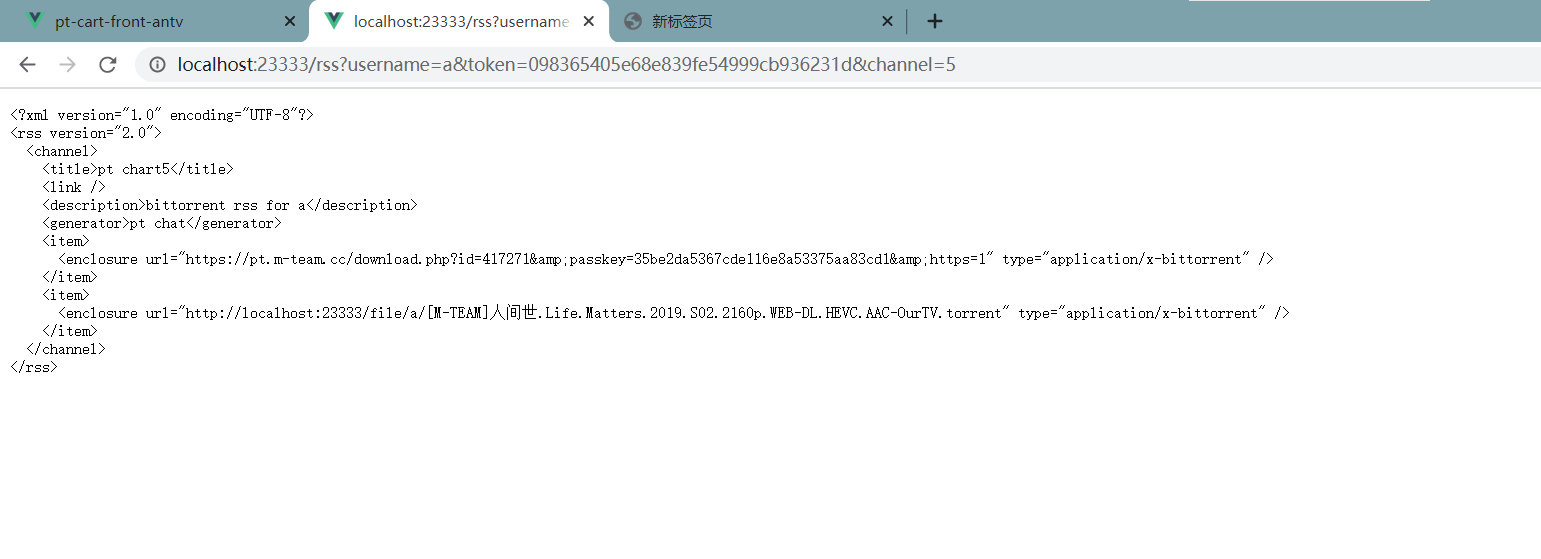 pt-cart-front-antv
localhost:23333/rss?username
新标签页
localhost:23333/rss?username=a&token=098365405e68e839fe54999cb936231d&channel=5
<?xml version="1.0" encoding="UTF-8"?>
<rss version="2.0">
<channel>
<title>pt chart5</title>
<link />
<description>bittorrent rss for a</description>
<generator>pt chat</generator>
<item>
<enclosure url="https://pt.m-team.cc/download.php?id=417271&amp;passkey=35be2da5367cde116e8a53375aa83cd1&amp;https=1" type="application/x-bittorrent" />
</item>
<item>
<enclosure url="http://localhost:23333/file/a/[M-TEAM]人间世.Life.Matters.2019.S02.2160p.WEB-DL.HEVC.AAC-OurTV.torrent" type="application/x-bittorrent" />
</item>
</channel>
</rss>